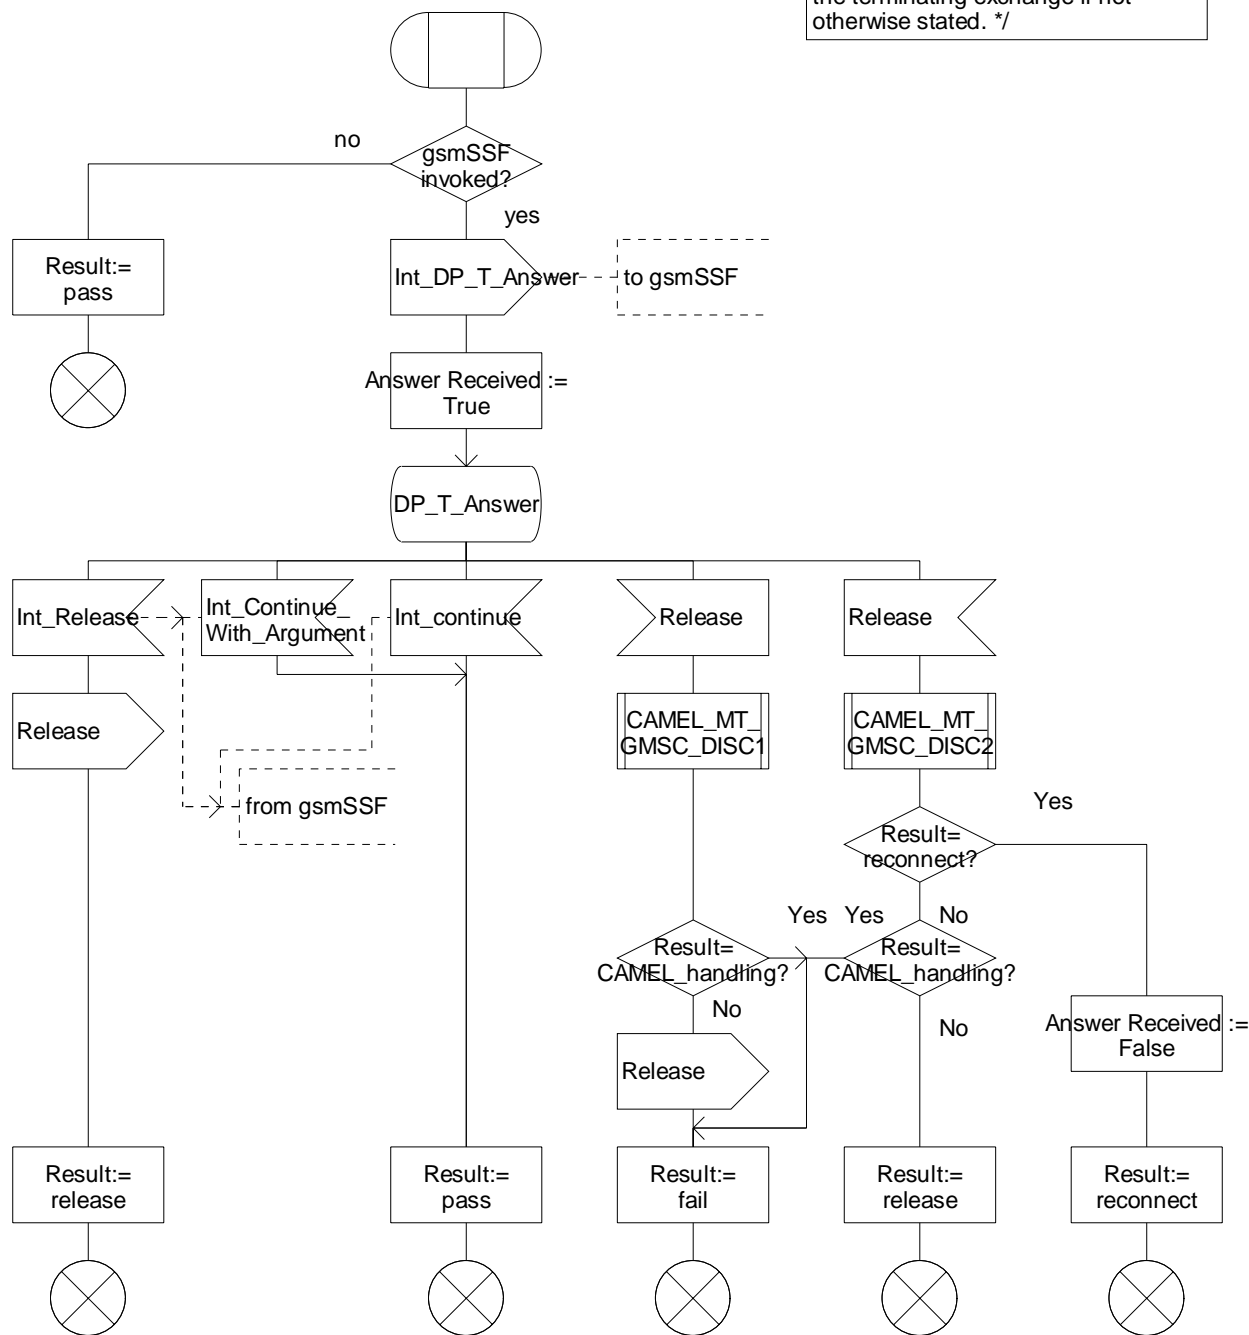 the terminating exchange if not
otherwise stated. */
no
gsmSSF
invoked?
yes
Result:=
pass
Int_DP_T_Answer
to gsmSSF
Answer Received :=
True
DP_T_Answer
Int_Release
Int_Continue_
With_Argument
Int_continue
Release
Release
Release
CAMEL_MT_
GMSC_DISC1
CAMEL_MT_
GMSC_DISC2
from gsmSSF
Yes
Result=
reconnect?
Yes
Yes
No
Result=
CAMEL_handling?
Result=
CAMEL_handling?
No
No
Answer Received :=
False
Release
Result:=
release
Result:=
pass
Result:=
fail
Result:=
release
Result:=
reconnect